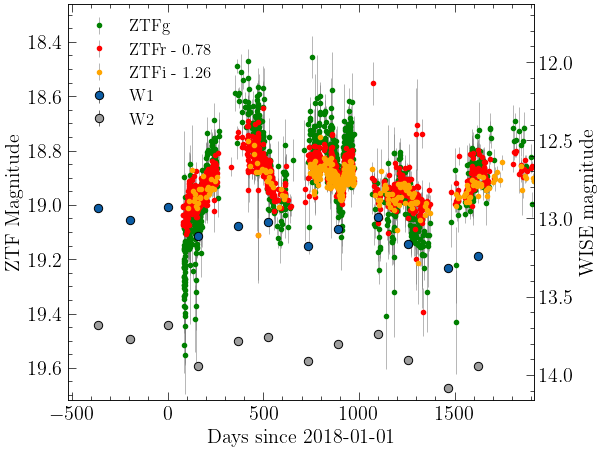 ZTFg
ZTFr - 0.78
ZTFi - 1.26
W1
W2
18.4
18.6
18.8
19.0
19.2
19.4
19.6
ZTF Magnitude
12.0
12.5
13.0
13.5
14.0
WISE magnitude
−500
0
500
1000
1500
Days since 2018-01-01